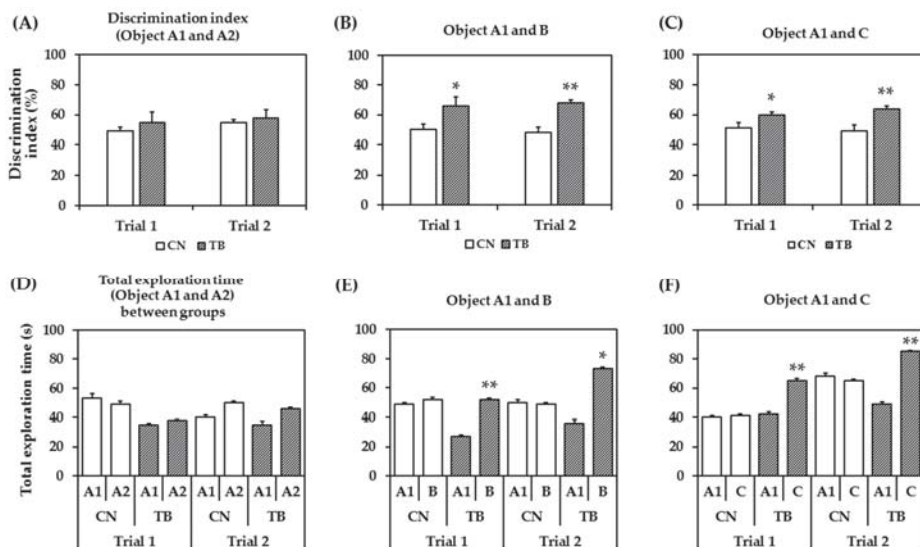 (A)
Discrimination index
(Object A1 and A2)
Discrimination
index (%)
100
80
60
40
20
0
Trial 1 Trial 2
CN TB
(B)
Object A1 and B
100
80
60
40
20
0
* **
Trial 1 Trial 2
CN TB
(C)
Object A1 and C
100
80
60
40
20
0
* **
Trial 1 Trial 2
CN TB
(D)
Total exploration time
(Object A1 and A2)
between groups
Total exploration time (s)
100
80
60
40
20
0
A1 A2 A1 A2 A1 A2 A1 A2
CN TB CN TB
Trial 1 Trial 2
(E)
Object A1 and B
100
80
60
40
20
0
** *
A1 B A1 B A1 B A1 B
CN TB CN TB
Trial 1 Trial 2
(F)
Object A1 and C
100
80
60
40
20
0
** **
A1 C A1 C A1 C A1 C
CN TB CN TB
Trial 1 Trial 2